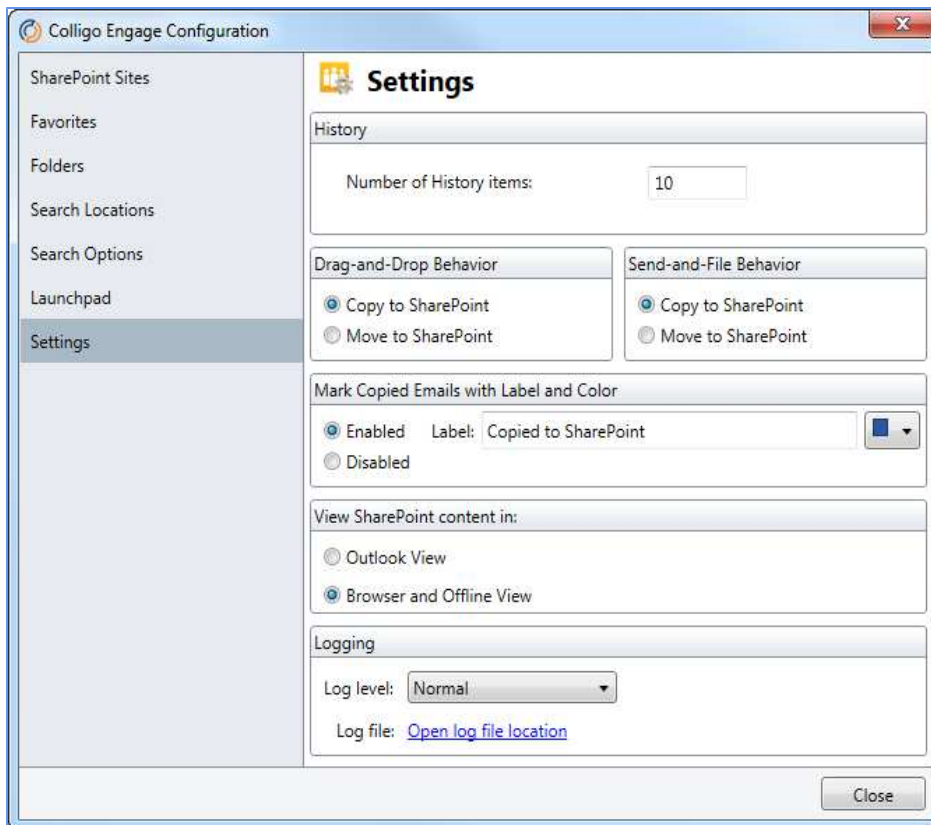 Colligo Engage Configuration
SharePoint Sites
Favorites
Folders
Search Locations
Search Options
Launchpad
Settings
Settings
History
Number of History items: 10
Drag-and-Drop Behavior
Copy to SharePoint
Move to SharePoint
Send-and-File Behavior
Copy to SharePoint
Move to SharePoint
Mark Copied Emails with Label and Color
Enabled Label: Copied to SharePoint
Disabled
View SharePoint content in:
Outlook View
Browser and Offline View
Logging
Log level: Normal
Log file: Open log file location
Close